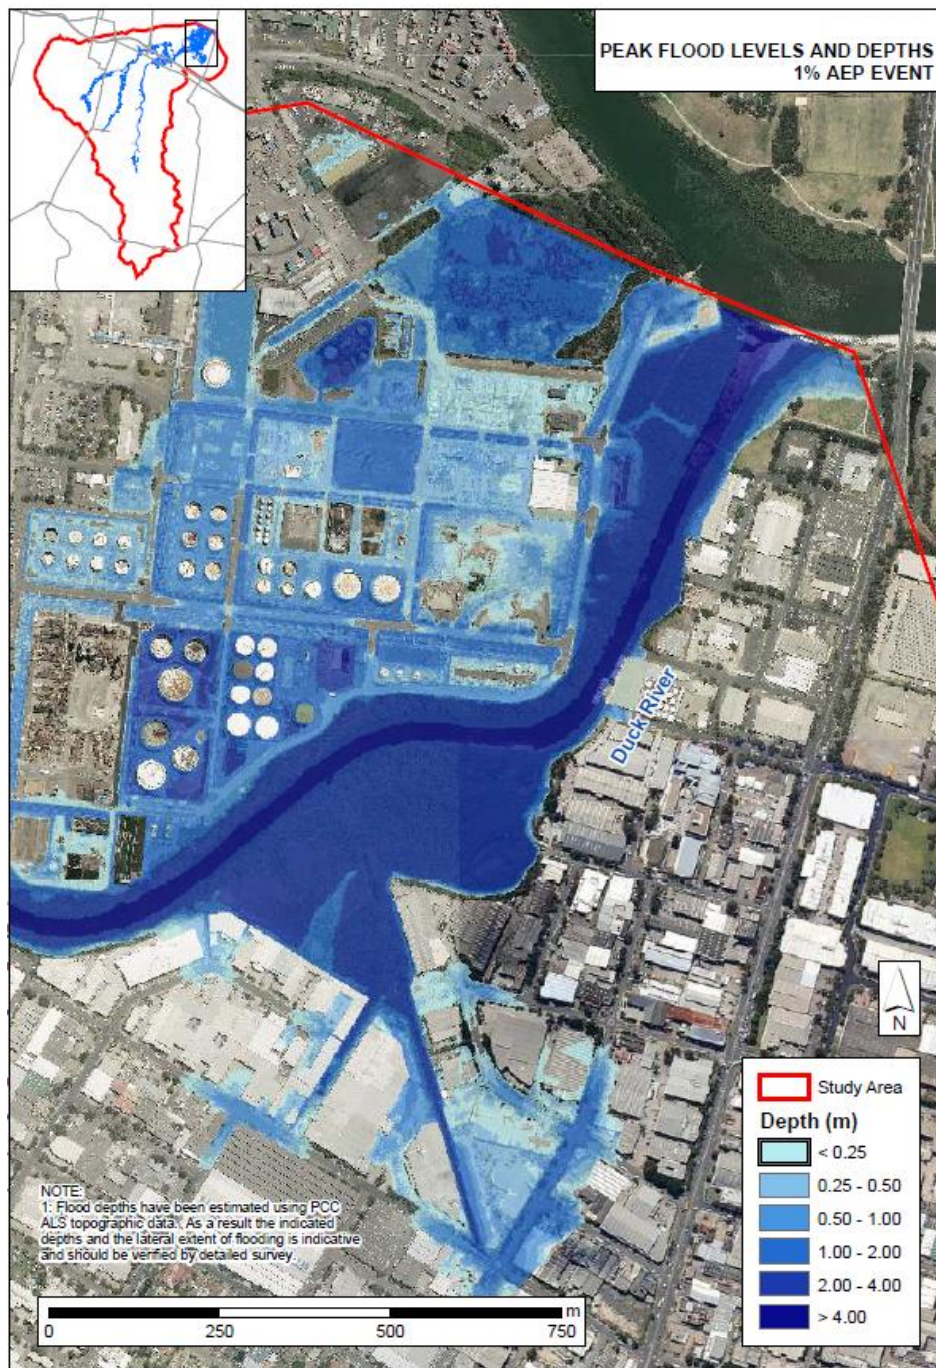 PEAK FLOOD LEVELS AND DEPTHS
1% AEP EVENT
Duck River
N
Study Area
Depth (m)
< 0.25
0.25 - 0.50
0.50 - 1.00
1.00 - 2.00
2.00 - 4.00
> 4.00
NOTE:
1: Flood depths have been estimated using PCC
ALS topographic data. As a result the indicated
depths and the lateral extent of flooding is indicative
and should be verified by detailed survey.
m
0 250 500 750